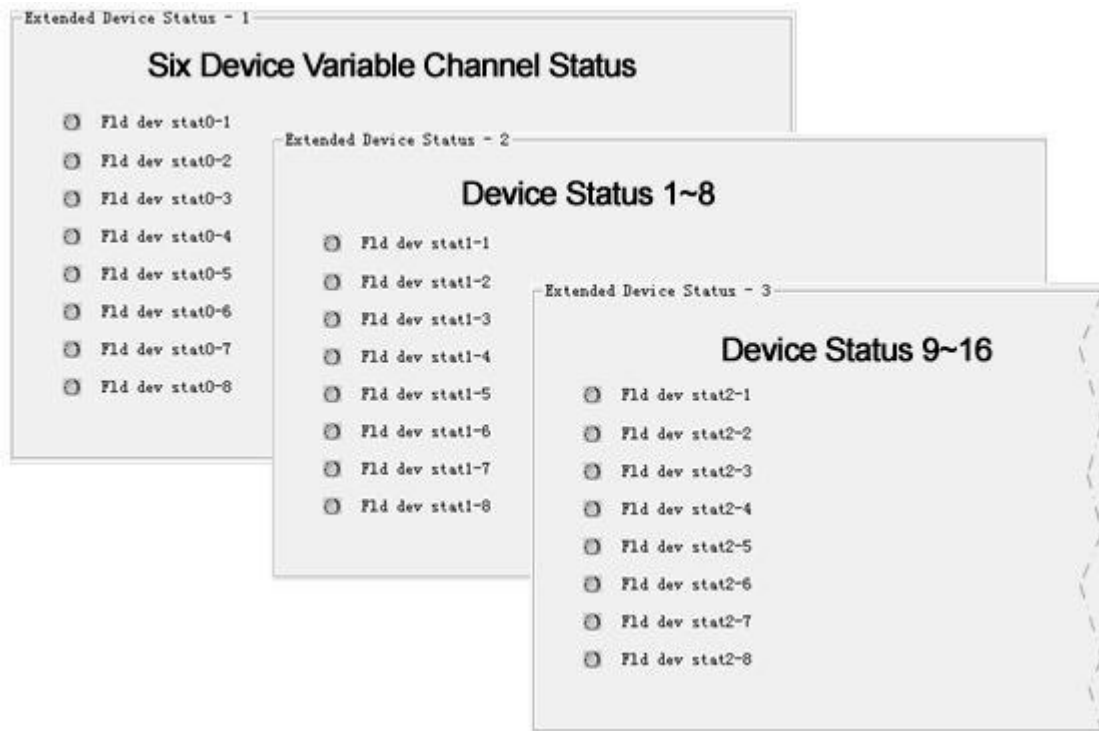 Extended Device Status - 1
Six Device Variable Channel Status
Fld dev stat0-1
Fld dev stat0-2
Fld dev stat0-3
Fld dev stat0-4
Fld dev stat0-5
Fld dev stat0-6
Fld dev stat0-7
Fld dev stat0-8
Extended Device Status - 2
Device Status 1~8
Fld dev stat1-1
Fld dev stat1-2
Fld dev stat1-3
Fld dev stat1-4
Fld dev stat1-5
Fld dev stat1-6
Fld dev stat1-7
Fld dev stat1-8
Extended Device Status - 3
Device Status 9~16
Fld dev stat2-1
Fld dev stat2-2
Fld dev stat2-3
Fld dev stat2-4
Fld dev stat2-5
Fld dev stat2-6
Fld dev stat2-7
Fld dev stat2-8